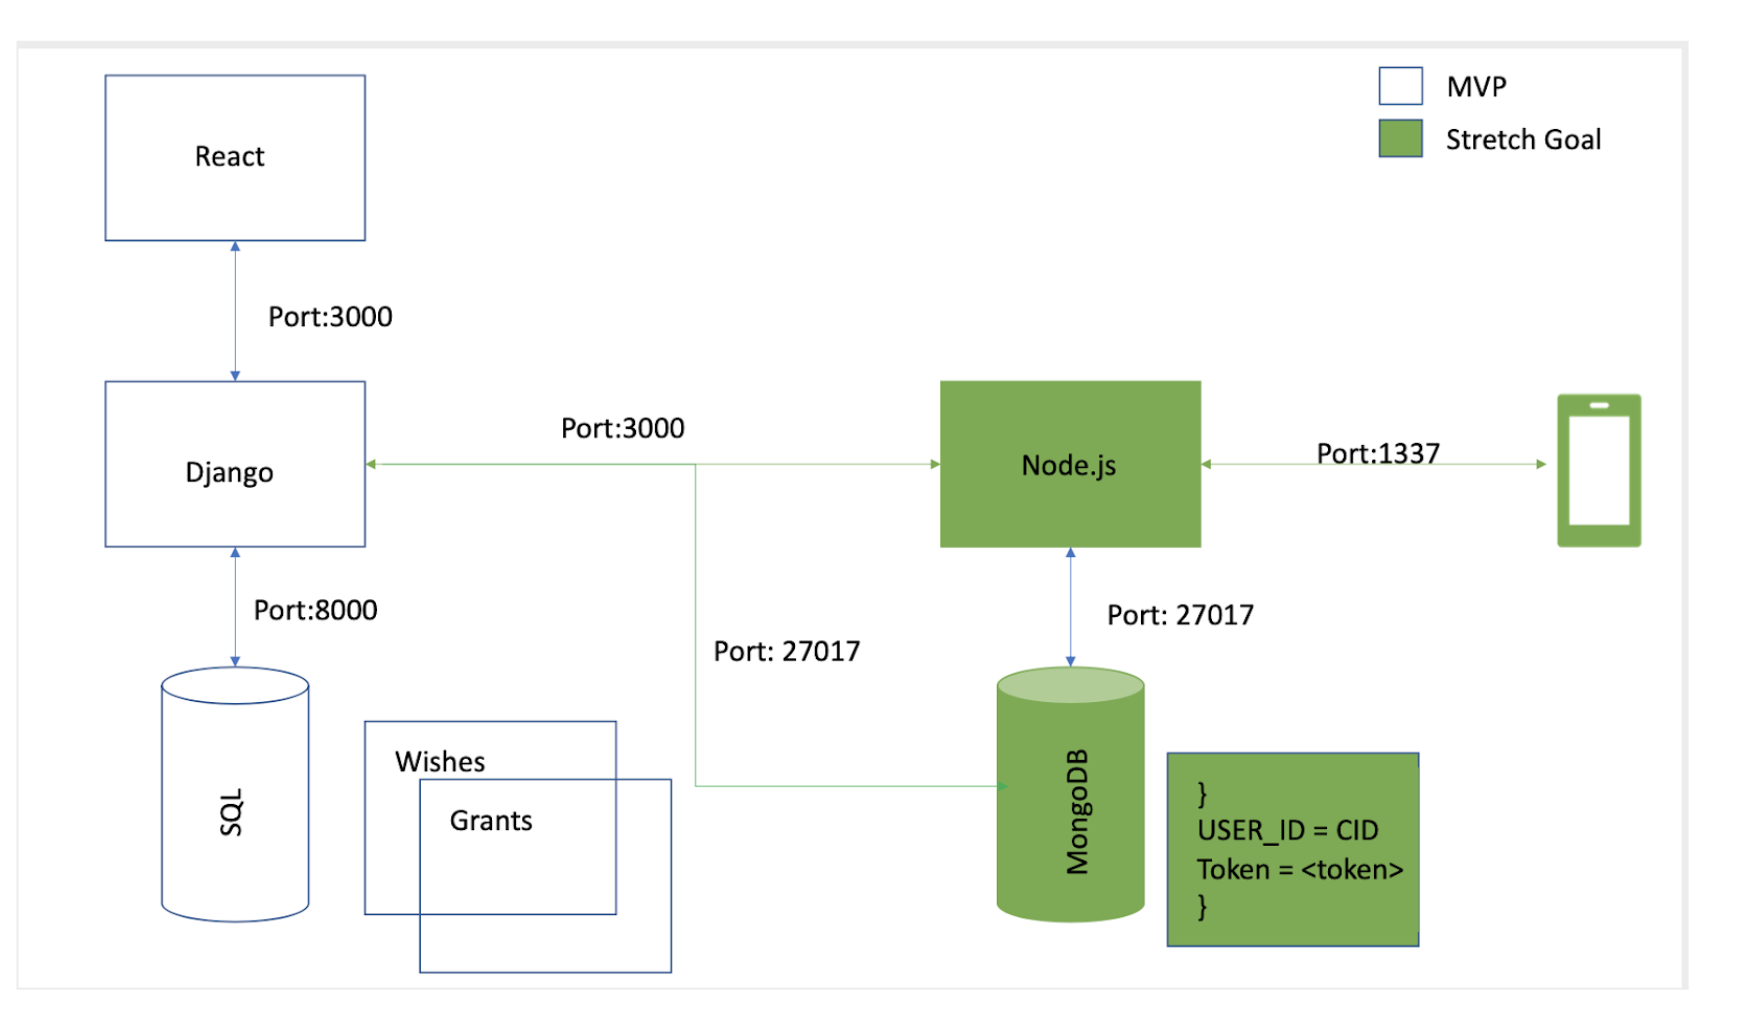 MVP
Stretch Goal
React
Port:3000
Django
Port:3000
Node.js
Port:1337
Port:8000
Port: 27017
Port: 27017
SQL
Wishes
Grants
MongoDB
}
USER_ID = CID
Token = <token>
}